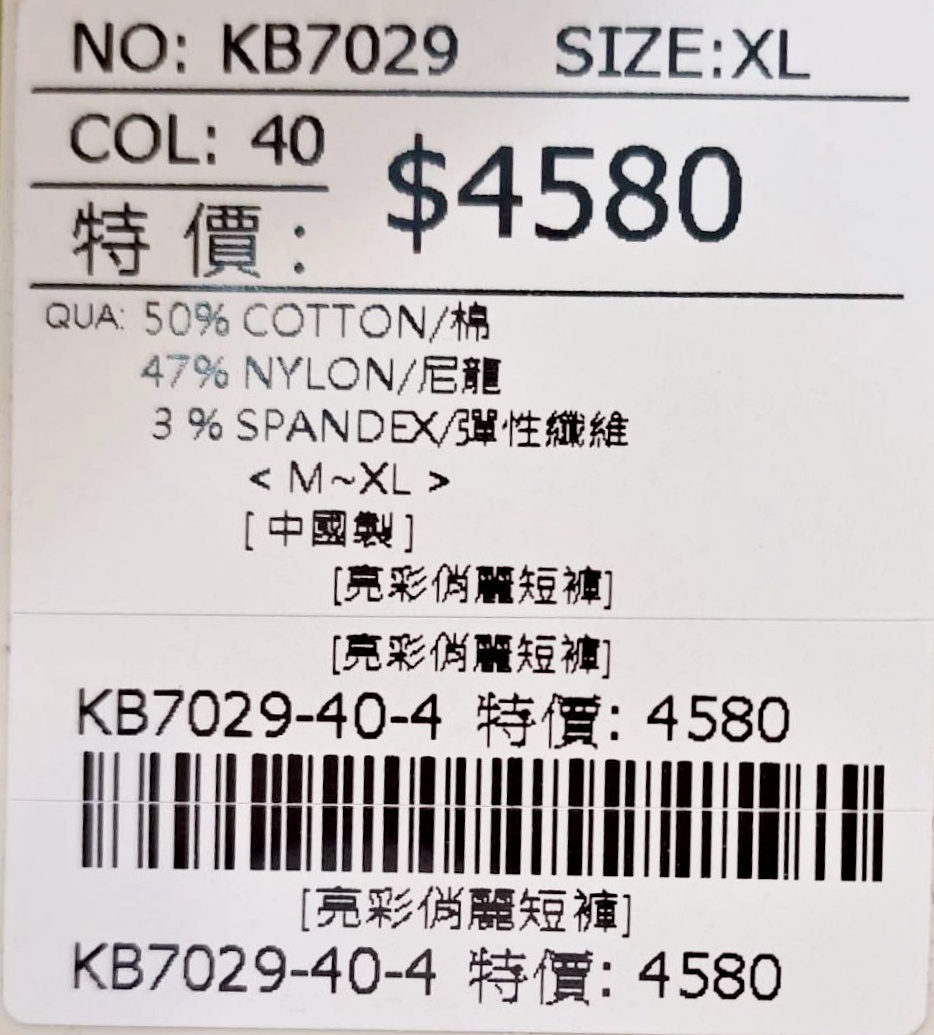 NO: KB7029 SIZE:XL
COL: 40
$4580
特 價 :
QUA: 50% COTTON/棉
47% NYLON/尼龍
3 % SPANDEX/彈性纖維
< M~XL >
[ 中國製 ]
[亮彩俏麗短褲]
[亮彩俏麗短褲]
KB7029-40-4 特價: 4580
[亮彩俏麗短褲]
KB7029-40-4 特價: 4580